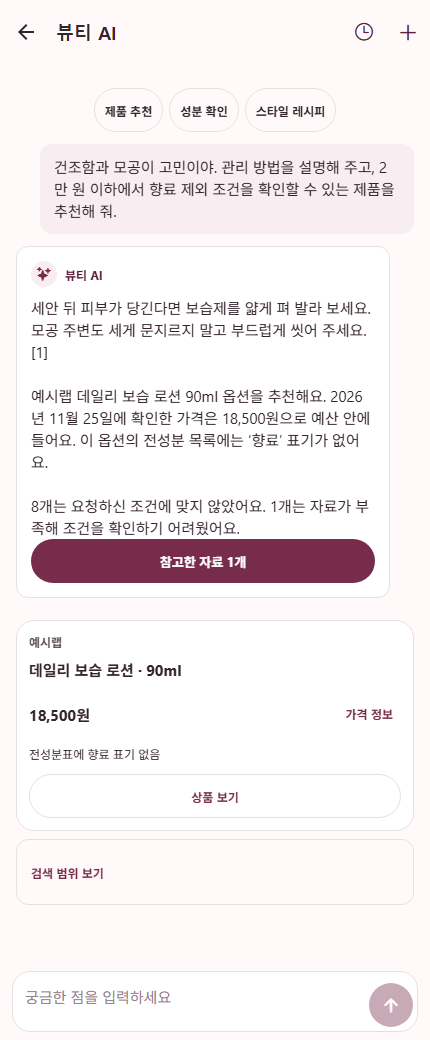 뷰티 AI
제품 추천
성분 확인
스타일 레시피
건조함과 모공이 고민이야. 관리 방법을 설명해 주고, 2
만 원 이하에서 향료 제외 조건을 확인할 수 있는 제품을
추천해 줘.
뷰티 AI
세안 뒤 피부가 당긴다면 보습제를 얇게 펴 발라 보세요.
모공 주변도 세게 문지르지 말고 부드럽게 씻어 주세요.
[1]
예시랩 데일리 보습 로션 90ml 옵션을 추천해요. 2026
년 11월 25일에 확인한 가격은 18,500원으로 예산 안에
들어요. 이 옵션의 전성분 목록에는 ‘향료’ 표기가 없어
요.
8개는 요청하신 조건에 맞지 않았어요. 1개는 자료가 부
족해 조건을 확인하기 어려웠어요.
참고한 자료 1개
예시랩
데일리 보습 로션 · 90ml
18,500원
가격 정보
전성분표에 향료 표기 없음
상품 보기
검색 범위 보기
궁금한 점을 입력하세요